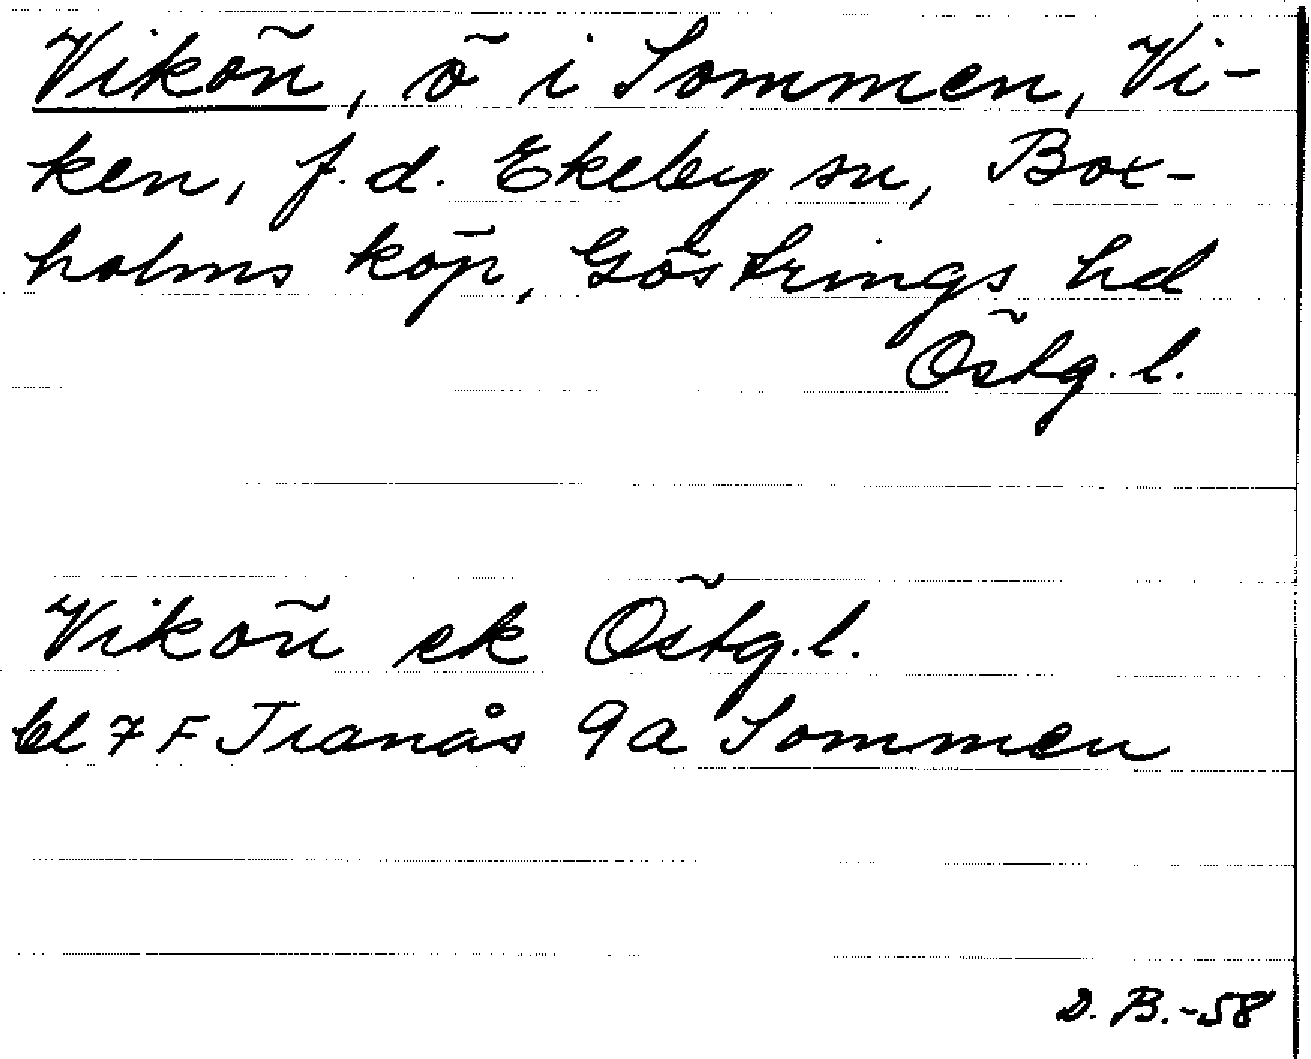 Vikön, ö i Sommen, Vi-
ken, f.d. Ekeby sn, Box-
holms köp, Göstrings hd
Östg. l.
Vikön ek Östg. l.
bl 7 F Tranås 9a Sommen
D. B. -58